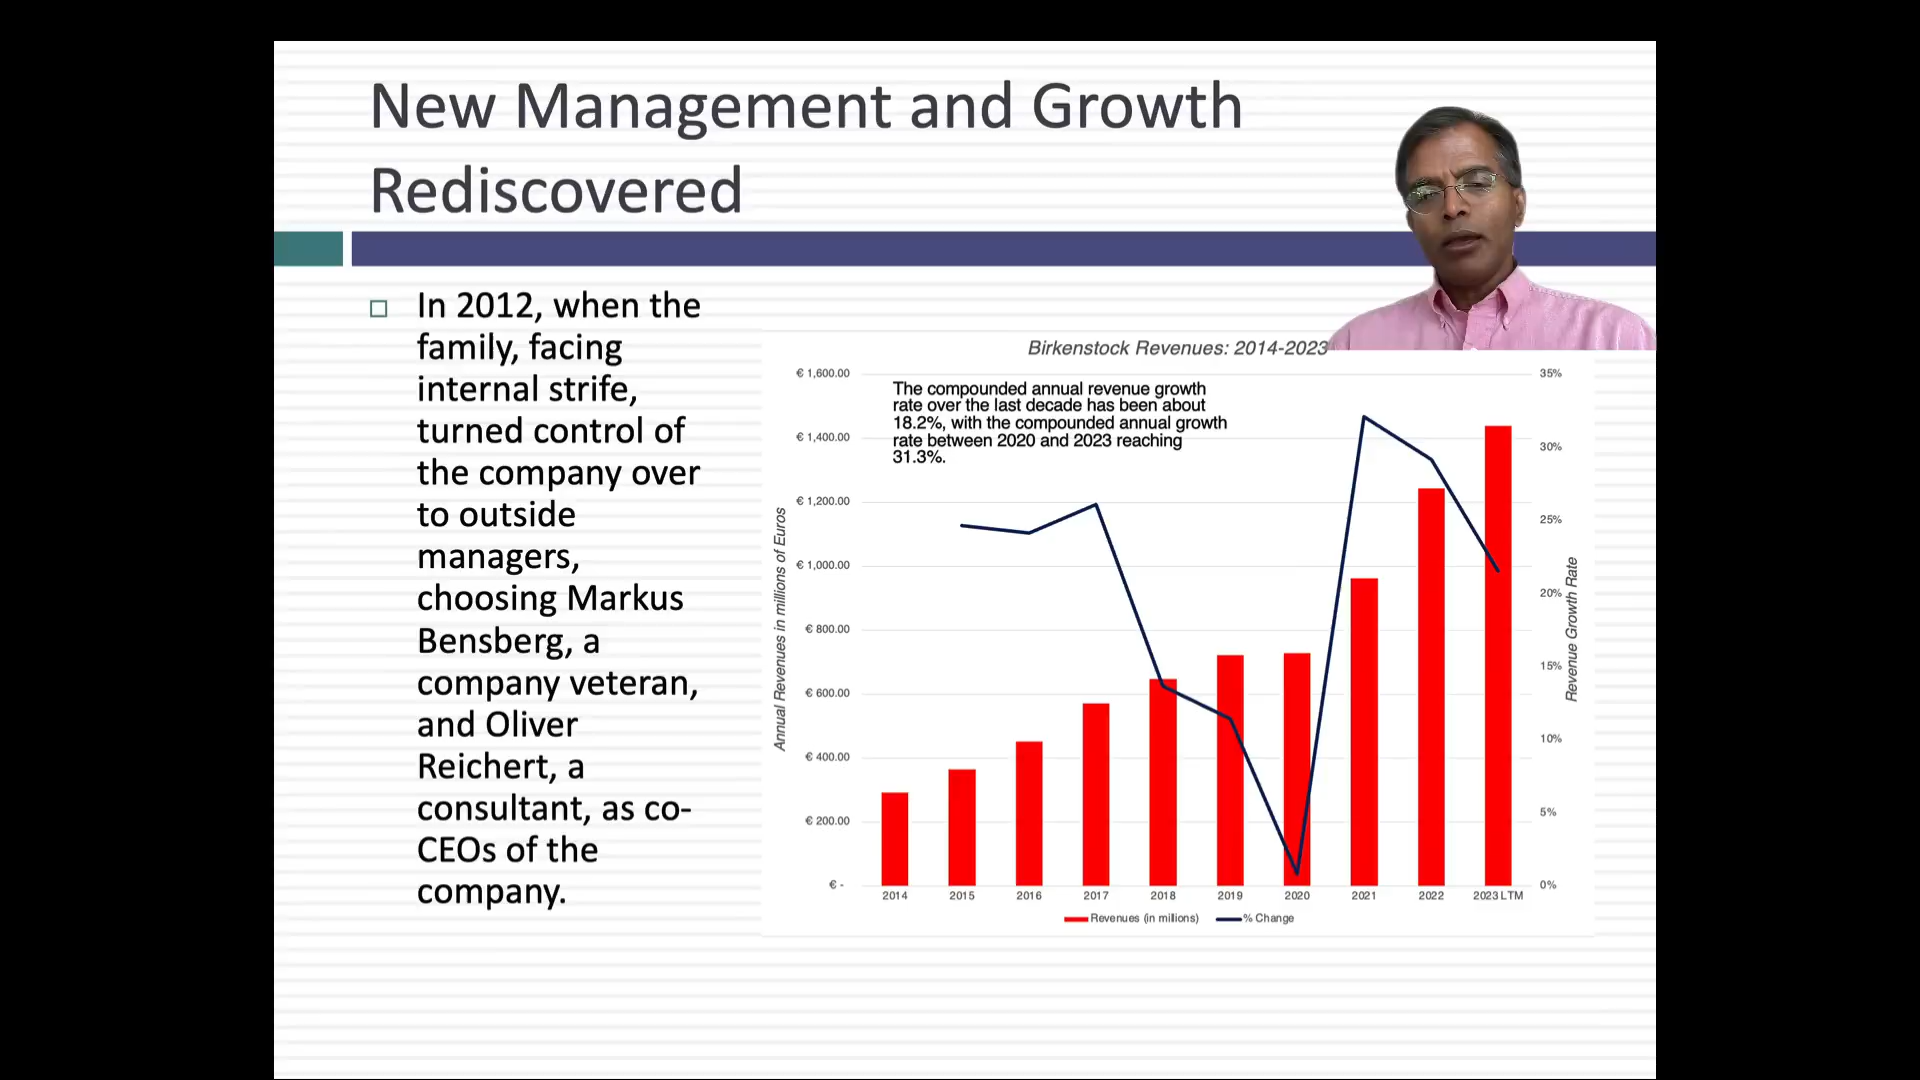 New Management and Growth
Rediscovered
In 2012, when the
family, facing
internal strife,
turned control of
the company over
to outside
managers,
choosing Markus
Bensberg, a
company veteran,
and Oliver
Reichert, a
consultant, as co-
CEOs of the
company.
Birkenstock Revenues: 2014-2023
The compounded annual revenue growth
rate over the last decade has been about
18.2%, with the compounded annual growth
rate between 2020 and 2023 reaching
31.3%.
Annual Revenues in millions of Euros
€ 1,600.00
€ 1,400.00
€ 1,200.00
€ 1,000.00
€ 800.00
€ 600.00
€ 400.00
€ 200.00
€ -
35%
30%
25%
20%
15%
10%
5%
0%
Revenue Growth Rate
2014 2015 2016 2017 2018 2019 2020 2021 2022 2023 LTM
Revenues (in millions) % Change